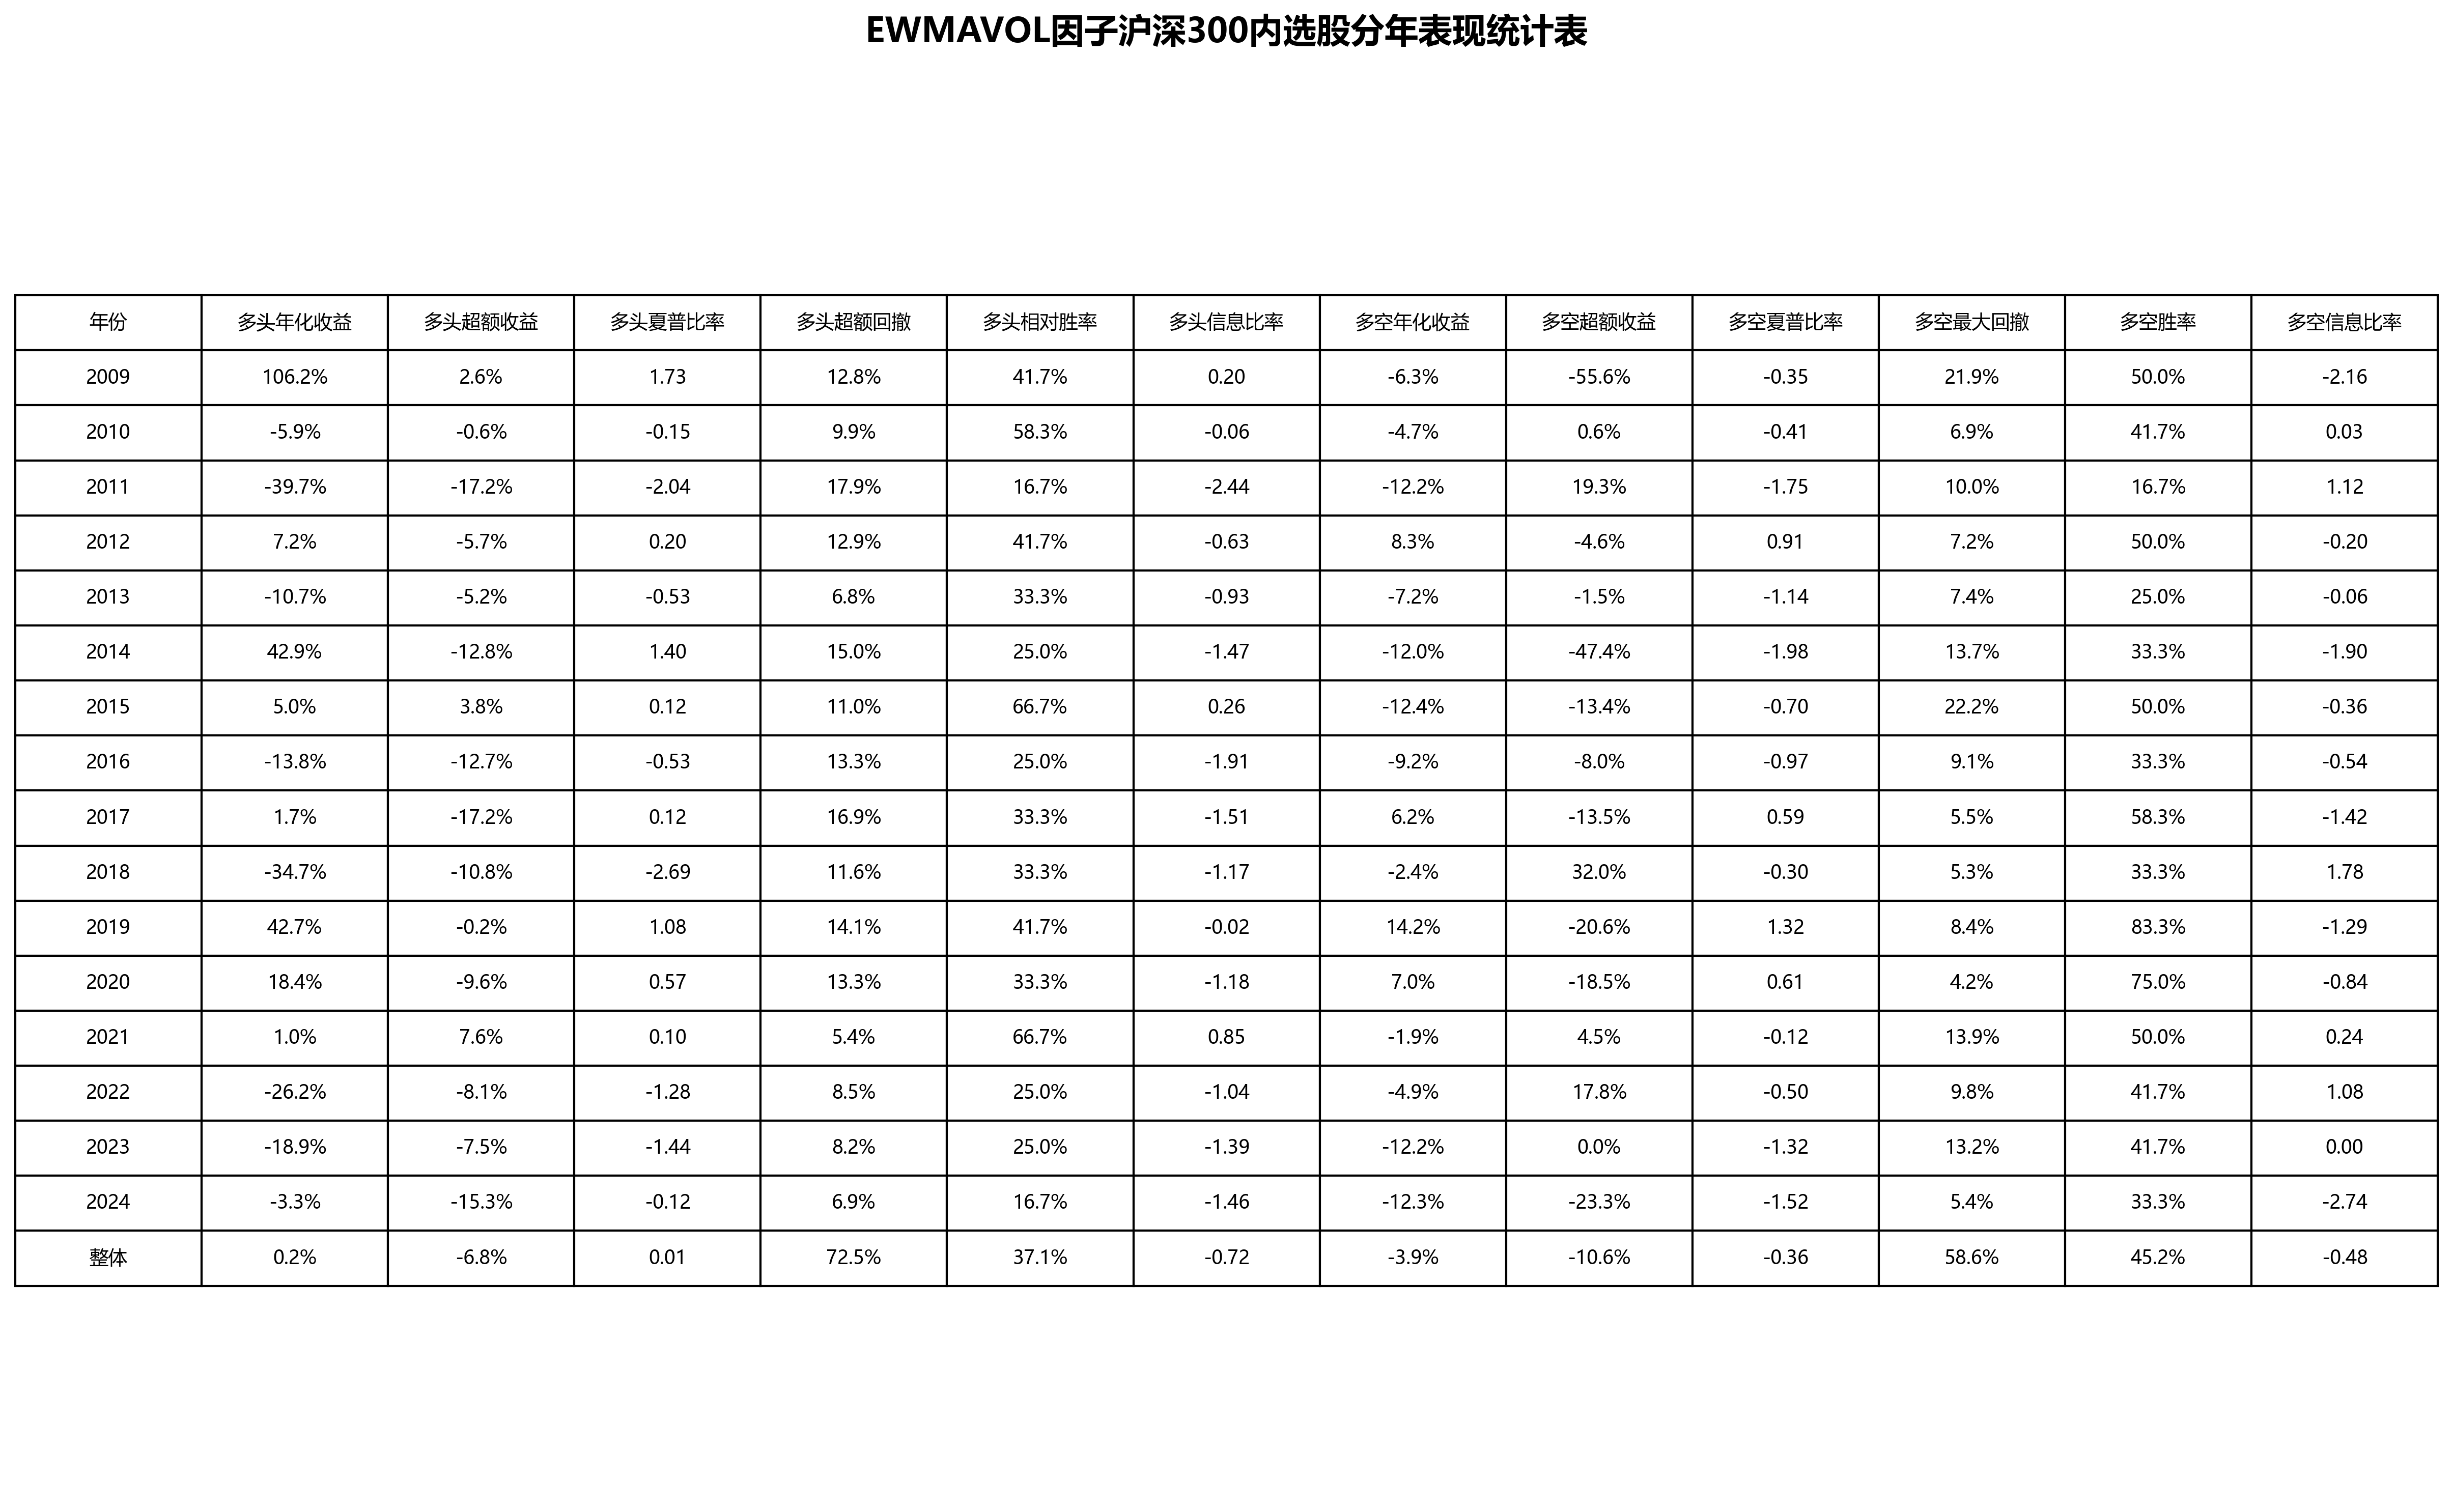 EWMAVOL因子沪深300内选股分年表现统计表
年份 多头年化收益 多头超额收益 多头夏普比率 多头超额回撤 多头相对胜率 多头信息比率 多空年化收益 多空超额收益 多空夏普比率 多空最大回撤 多空胜率 多空信息比率
2009 106.2% 2.6% 1.73 12.8% 41.7% 0.20 -6.3% -55.6% -0.35 21.9% 50.0% -2.16
2010 -5.9% -0.6% -0.15 9.9% 58.3% -0.06 -4.7% 0.6% -0.41 6.9% 41.7% 0.03
2011 -39.7% -17.2% -2.04 17.9% 16.7% -2.44 -12.2% 19.3% -1.75 10.0% 16.7% 1.12
2012 7.2% -5.7% 0.20 12.9% 41.7% -0.63 8.3% -4.6% 0.91 7.2% 50.0% -0.20
2013 -10.7% -5.2% -0.53 6.8% 33.3% -0.93 -7.2% -1.5% -1.14 7.4% 25.0% -0.06
2014 42.9% -12.8% 1.40 15.0% 25.0% -1.47 -12.0% -47.4% -1.98 13.7% 33.3% -1.90
2015 5.0% 3.8% 0.12 11.0% 66.7% 0.26 -12.4% -13.4% -0.70 22.2% 50.0% -0.36
2016 -13.8% -12.7% -0.53 13.3% 25.0% -1.91 -9.2% -8.0% -0.97 9.1% 33.3% -0.54
2017 1.7% -17.2% 0.12 16.9% 33.3% -1.51 6.2% -13.5% 0.59 5.5% 58.3% -1.42
2018 -34.7% -10.8% -2.69 11.6% 33.3% -1.17 -2.4% 32.0% -0.30 5.3% 33.3% 1.78
2019 42.7% -0.2% 1.08 14.1% 41.7% -0.02 14.2% -20.6% 1.32 8.4% 83.3% -1.29
2020 18.4% -9.6% 0.57 13.3% 33.3% -1.18 7.0% -18.5% 0.61 4.2% 75.0% -0.84
2021 1.0% 7.6% 0.10 5.4% 66.7% 0.85 -1.9% 4.5% -0.12 13.9% 50.0% 0.24
2022 -26.2% -8.1% -1.28 8.5% 25.0% -1.04 -4.9% 17.8% -0.50 9.8% 41.7% 1.08
2023 -18.9% -7.5% -1.44 8.2% 25.0% -1.39 -12.2% 0.0% -1.32 13.2% 41.7% 0.00
2024 -3.3% -15.3% -0.12 6.9% 16.7% -1.46 -12.3% -23.3% -1.52 5.4% 33.3% -2.74
整体 0.2% -6.8% 0.01 72.5% 37.1% -0.72 -3.9% -10.6% -0.36 58.6% 45.2% -0.48